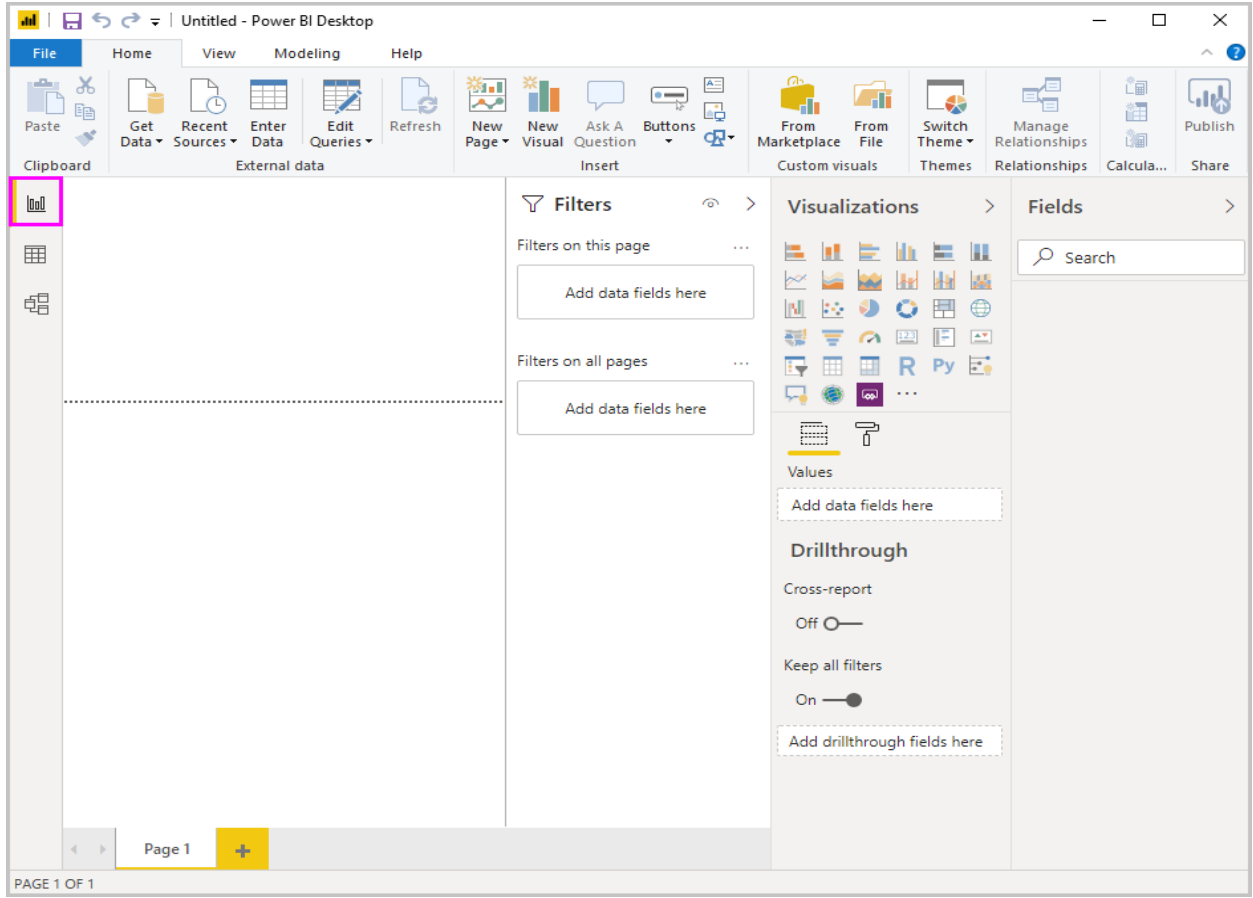 Untitled - Power BI Desktop
File Home View Modeling Help
Paste
Get Data
Recent Sources
Enter Data
Edit Queries
Refresh
New Page
New Visual
Ask A Question
Buttons
From Marketplace
From File
Switch Theme
Manage Relationships
Publish
Clipboard External data Insert Custom visuals Themes Relationships Calcula... Share
Filters
Filters on this page ...
Add data fields here
Filters on all pages ...
Add data fields here
Visualizations
123
R Py
...
Values
Add data fields here
Drillthrough
Cross-report
Off
Keep all filters
On
Add drillthrough fields here
Fields
Search
Page 1 +
PAGE 1 OF 1